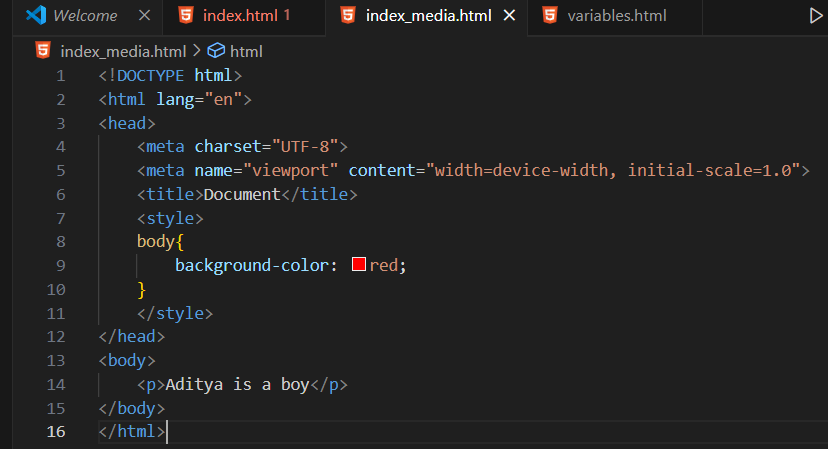 Welcome index.html 1 index_media.html variables.html
index_media.html > html
1 <!DOCTYPE html>
2 <html lang="en">
3 <head>
4     <meta charset="UTF-8">
5     <meta name="viewport" content="width=device-width, initial-scale=1.0">
6     <title>Document</title>
7     <style>
8     body{
9         background-color: red;
10     }
11     </style>
12 </head>
13 <body>
14     <p>Aditya is a boy</p>
15 </body>
16 </html>